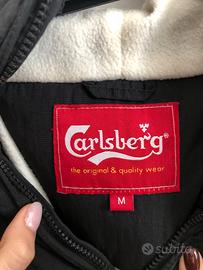 Carlsberg
the original & quality wear
M
subito